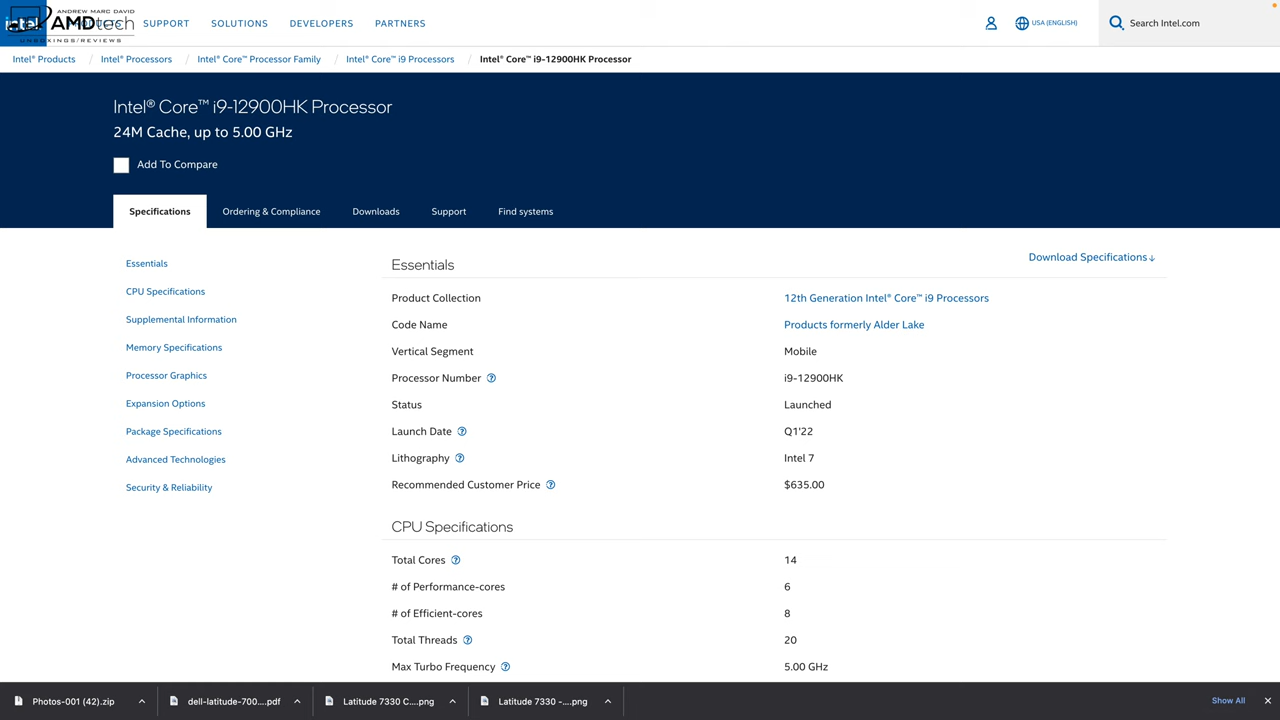 intel
ANDREW MARC DAVID
AMDtech
UNBOXINGS/REVIEWS
SUPPORT
SOLUTIONS
DEVELOPERS
PARTNERS
USA (ENGLISH)
Search Intel.com
Intel® Products / Intel® Processors / Intel® Core™ Processor Family / Intel® Core™ i9 Processors / Intel® Core™ i9-12900HK Processor
Intel® Core™ i9-12900HK Processor
24M Cache, up to 5.00 GHz
Add To Compare
Specifications
Ordering & Compliance
Downloads
Support
Find systems
Essentials
CPU Specifications
Supplemental Information
Memory Specifications
Processor Graphics
Expansion Options
Package Specifications
Advanced Technologies
Security & Reliability
Essentials
Download Specifications ↓
Product Collection 12th Generation Intel® Core™ i9 Processors
Code Name Products formerly Alder Lake
Vertical Segment Mobile
Processor Number ? i9-12900HK
Status Launched
Launch Date ? Q1'22
Lithography ? Intel 7
Recommended Customer Price ? $635.00
CPU Specifications
Total Cores ? 14
# of Performance-cores 6
# of Efficient-cores 8
Total Threads ? 20
Max Turbo Frequency ? 5.00 GHz
Photos-001 (42).zip
dell-latitude-700....pdf
Latitude 7330 C....png
Latitude 7330 -....png
Show All